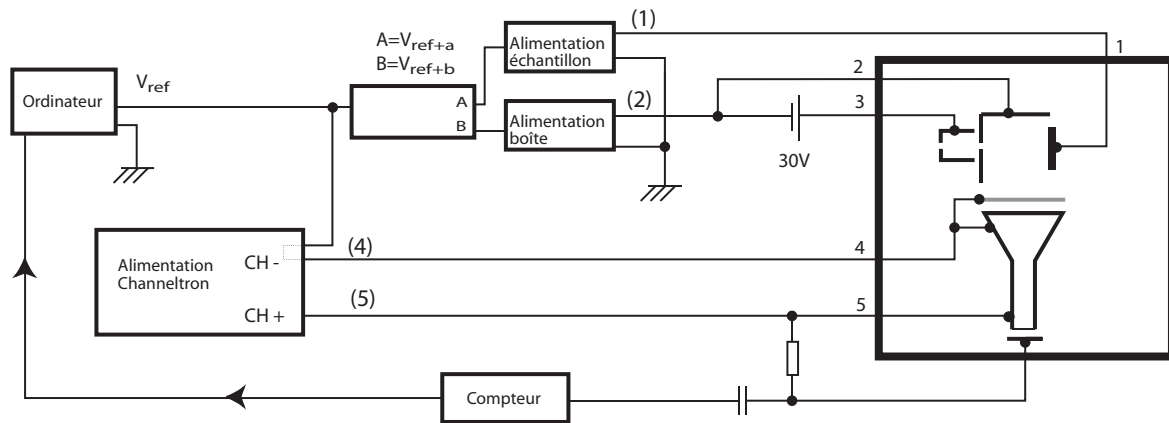 (1)
1
A=Vref+a
B=Vref+b
Alimentation
échantillon
2
Ordinateur
Vref
A
B
(2)
3
Alimentation
boîte
30V
Alimentation
Channeltron
CH -
(4)
4
CH +
(5)
5
Compteur